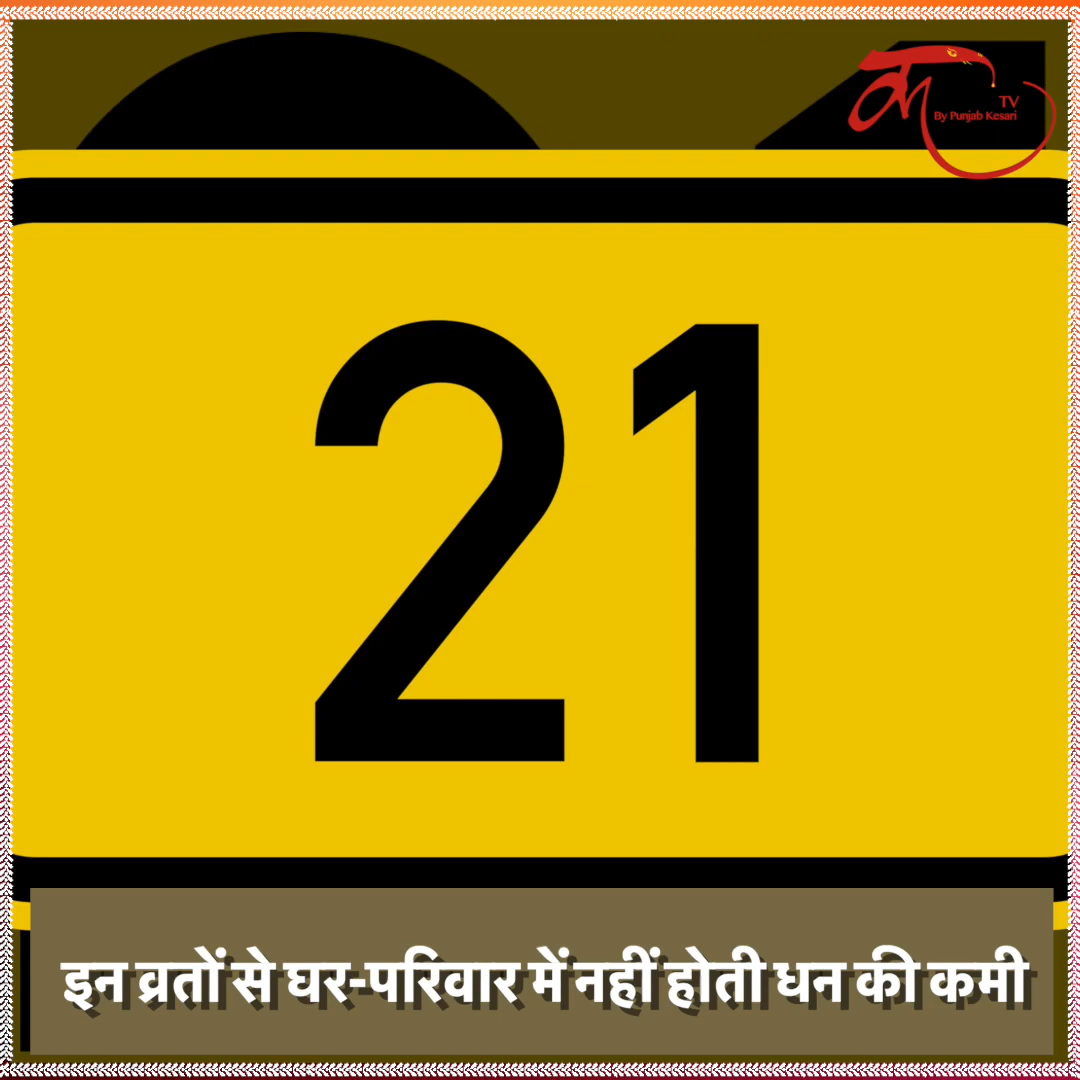 TV
By Punjab Kesari
21
इन व्रतों से घर-परिवार में नहीं होती धन की कमी